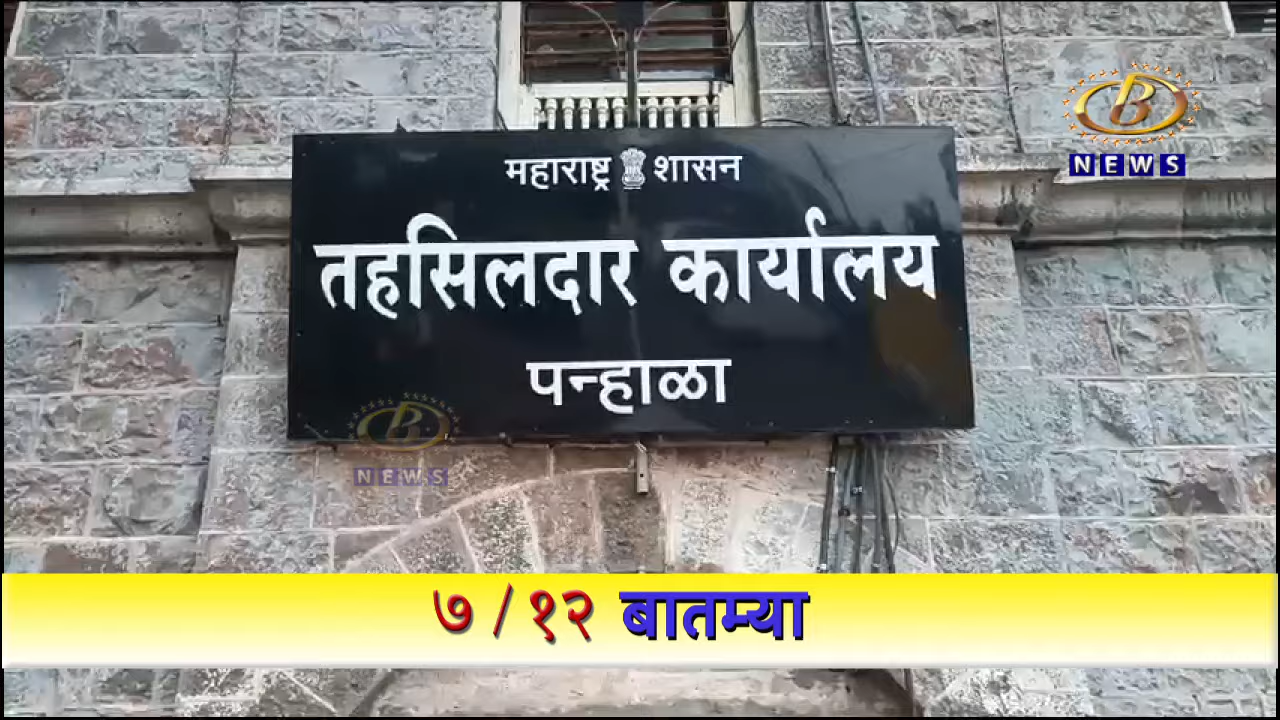 B
NEWS
महाराष्ट्र शासन
तहसिलदार कार्यालय
पन्हाळा
B
NEWS
७ / १२ बातम्या